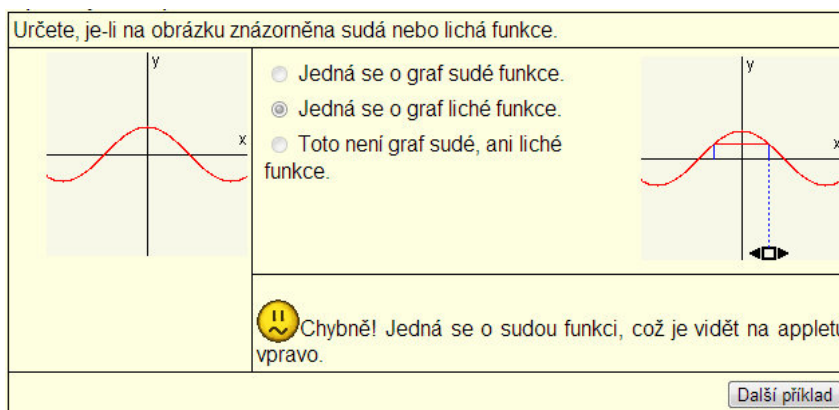 Určete, je-li na obrázku znázorněna sudá nebo lichá funkce.
y
x
Jedná se o graf sudé funkce.
Jedná se o graf liché funkce.
Toto není graf sudé, ani liché
funkce.
y
x
Chybně! Jedná se o sudou funkci, což je vidět na appletu
vpravo.
Další příklad